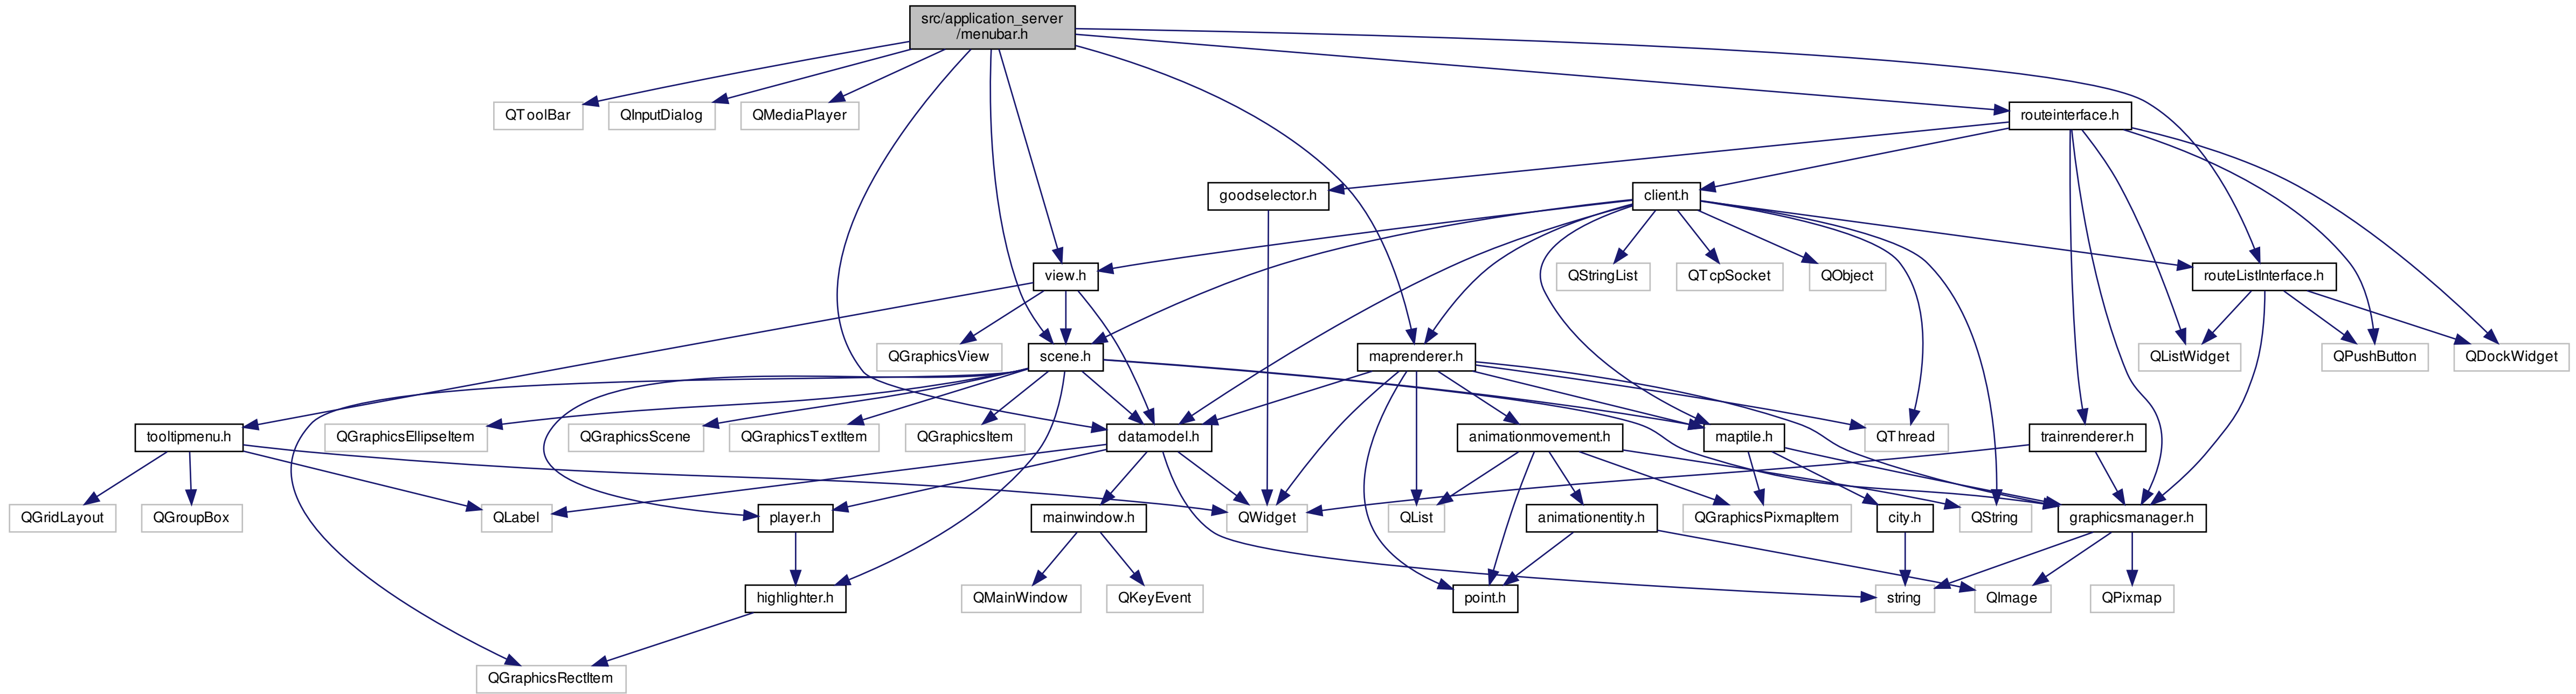 src/application_server
/menubar.h
QToolBar
QInputDialog
QMediaPlayer
routeinterface.h
goodselector.h
client.h
view.h
QStringList
QTcpSocket
QObject
routeListInterface.h
QGraphicsView
scene.h
maprenderer.h
QListWidget
QPushButton
QDockWidget
tooltipmenu.h
QGraphicsEllipseItem
QGraphicsScene
QGraphicsTextItem
QGraphicsItem
datamodel.h
animationmovement.h
maptile.h
QThread
trainrenderer.h
QGridLayout
QGroupBox
QLabel
player.h
mainwindow.h
QWidget
QList
animationentity.h
QGraphicsPixmapItem
city.h
QString
graphicsmanager.h
highlighter.h
QMainWindow
QKeyEvent
point.h
string
QImage
QPixmap
QGraphicsRectItem